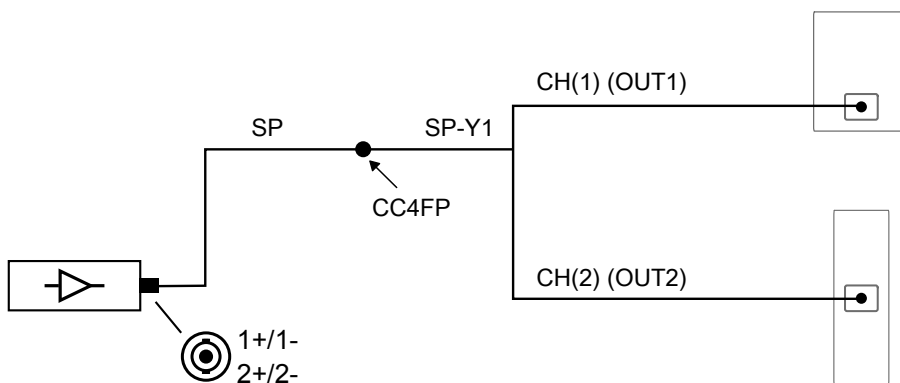 CH(1) (OUT1)
SP
SP-Y1
CC4FP
CH(2) (OUT2)
1+/1-
2+/2-